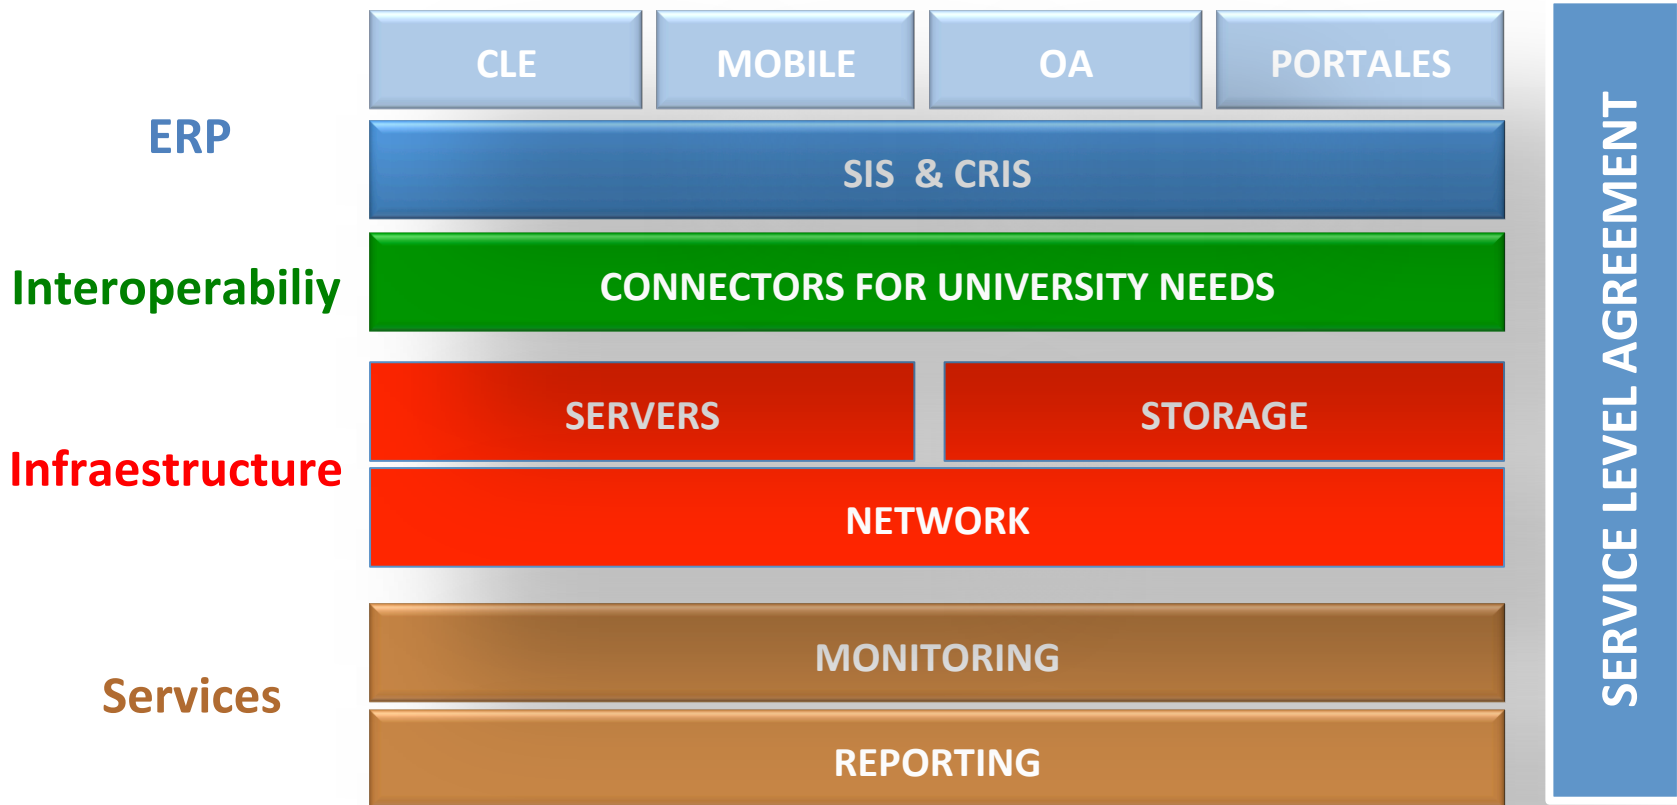 CLE
MOBILE
OA
PORTALES
ERP
SIS & CRIS
Interoperabiliy
CONNECTORS FOR UNIVERSITY NEEDS
SERVERS
STORAGE
Infraestructure
NETWORK
MONITORING
Services
REPORTING
SERVICE LEVEL AGREEMENT